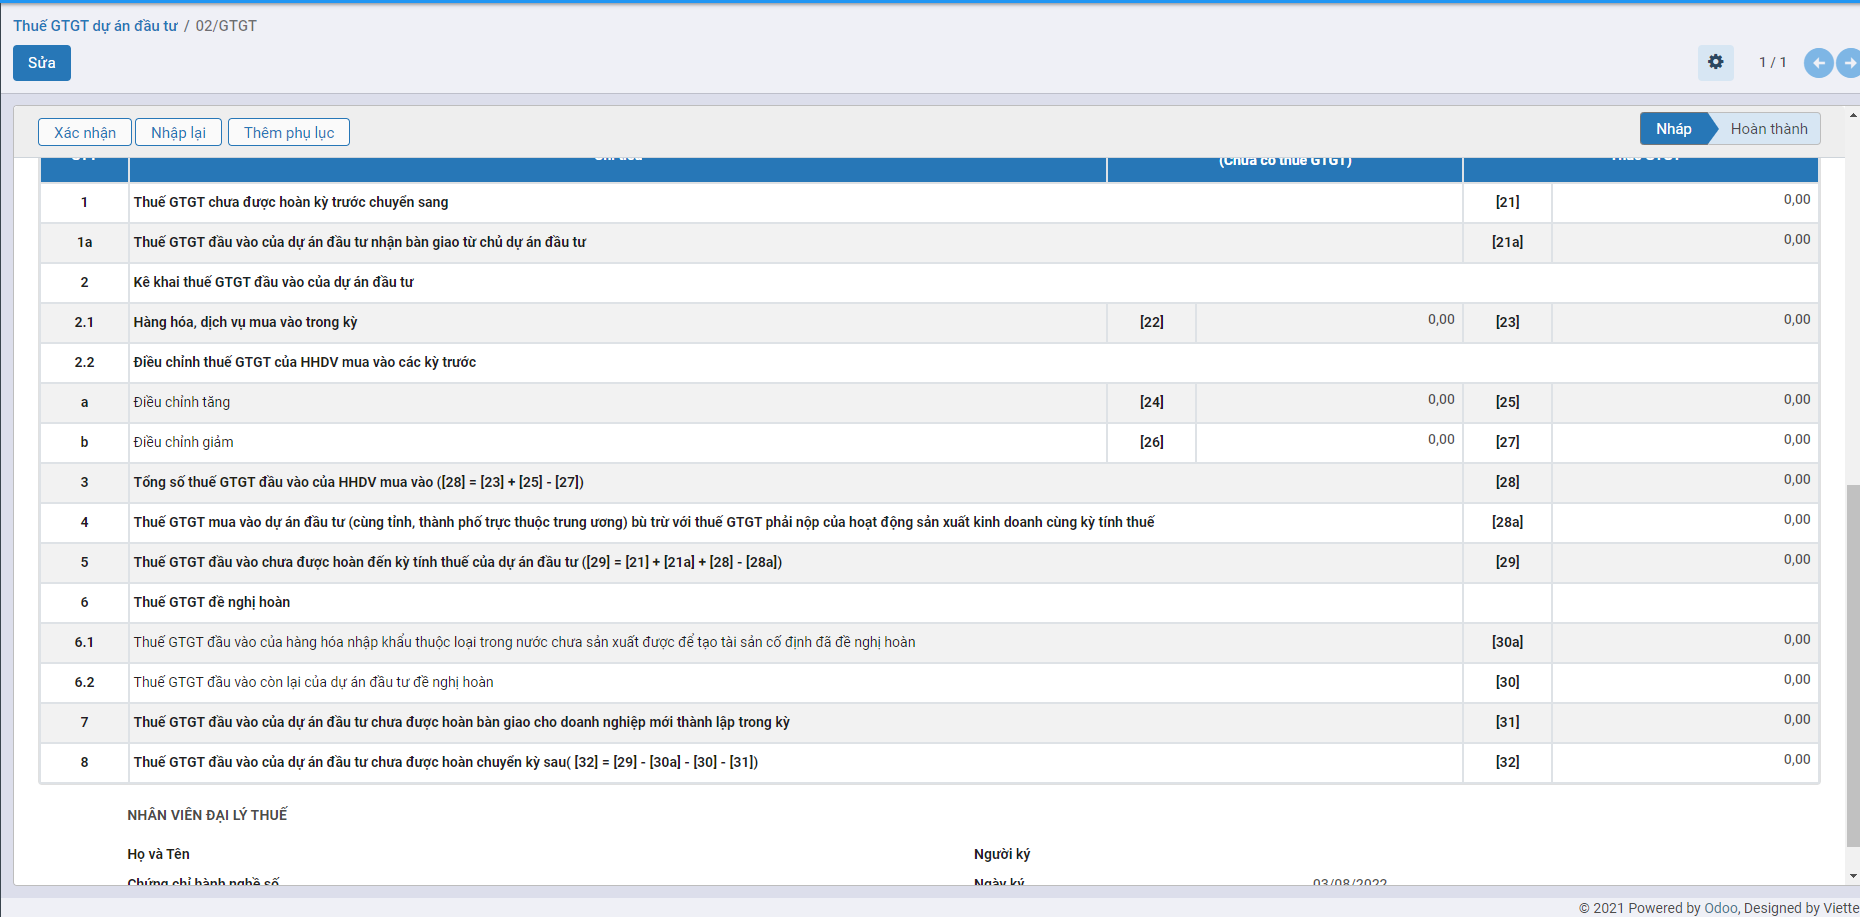 Thuế GTGT dự án đầu tư / 02/GTGT
Sửa
1 / 1
Xác nhận Nhập lại Thêm phụ lục
Nháp Hoàn thành
(Chưa có thuế GTGT)
1 Thuế GTGT chưa được hoàn kỳ trước chuyển sang [21] 0,00
1a Thuế GTGT đầu vào của dự án đầu tư nhận bàn giao từ chủ dự án đầu tư [21a] 0,00
2 Kê khai thuế GTGT đầu vào của dự án đầu tư
2.1 Hàng hóa, dịch vụ mua vào trong kỳ [22] 0,00 [23] 0,00
2.2 Điều chỉnh thuế GTGT của HHDV mua vào các kỳ trước
a Điều chỉnh tăng [24] 0,00 [25] 0,00
b Điều chỉnh giảm [26] 0,00 [27] 0,00
3 Tổng số thuế GTGT đầu vào của HHDV mua vào ([28] = [23] + [25] - [27]) [28] 0,00
4 Thuế GTGT mua vào dự án đầu tư (cùng tỉnh, thành phố trực thuộc trung ương) bù trừ với thuế GTGT phải nộp của hoạt động sản xuất kinh doanh cùng kỳ tính thuế [28a] 0,00
5 Thuế GTGT đầu vào chưa được hoàn đến kỳ tính thuế của dự án đầu tư ([29] = [21] + [21a] + [28] - [28a]) [29] 0,00
6 Thuế GTGT đề nghị hoàn
6.1 Thuế GTGT đầu vào của hàng hóa nhập khẩu thuộc loại trong nước chưa sản xuất được để tạo tài sản cố định đã đề nghị hoàn [30a] 0,00
6.2 Thuế GTGT đầu vào còn lại của dự án đầu tư đề nghị hoàn [30] 0,00
7 Thuế GTGT đầu vào của dự án đầu tư chưa được hoàn bàn giao cho doanh nghiệp mới thành lập trong kỳ [31] 0,00
8 Thuế GTGT đầu vào của dự án đầu tư chưa được hoàn chuyển kỳ sau( [32] = [29] - [30a] - [30] - [31]) [32] 0,00
NHÂN VIÊN ĐẠI LÝ THUẾ
Họ và Tên Người ký
Chứng chỉ hành nghề số Ngày ký 03/08/2022
© 2021 Powered by Odoo, Designed by Viette